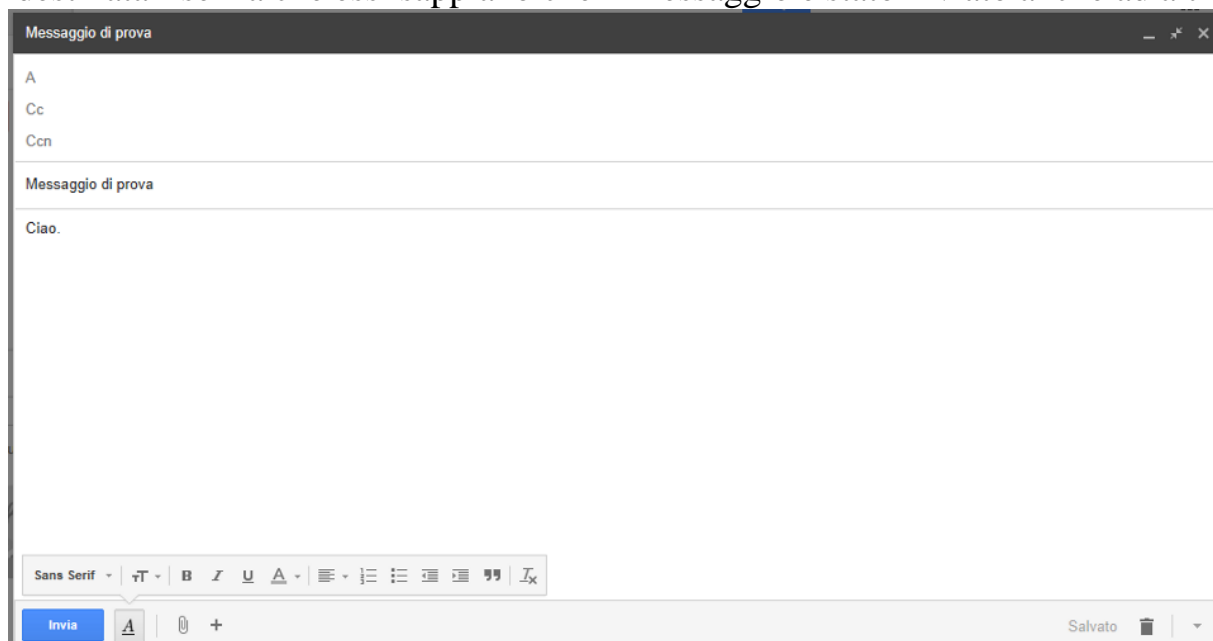 Messaggio di prova
A
Cc
Ccn
Messaggio di prova
Ciao.
Sans Serif
Invia
Salvato